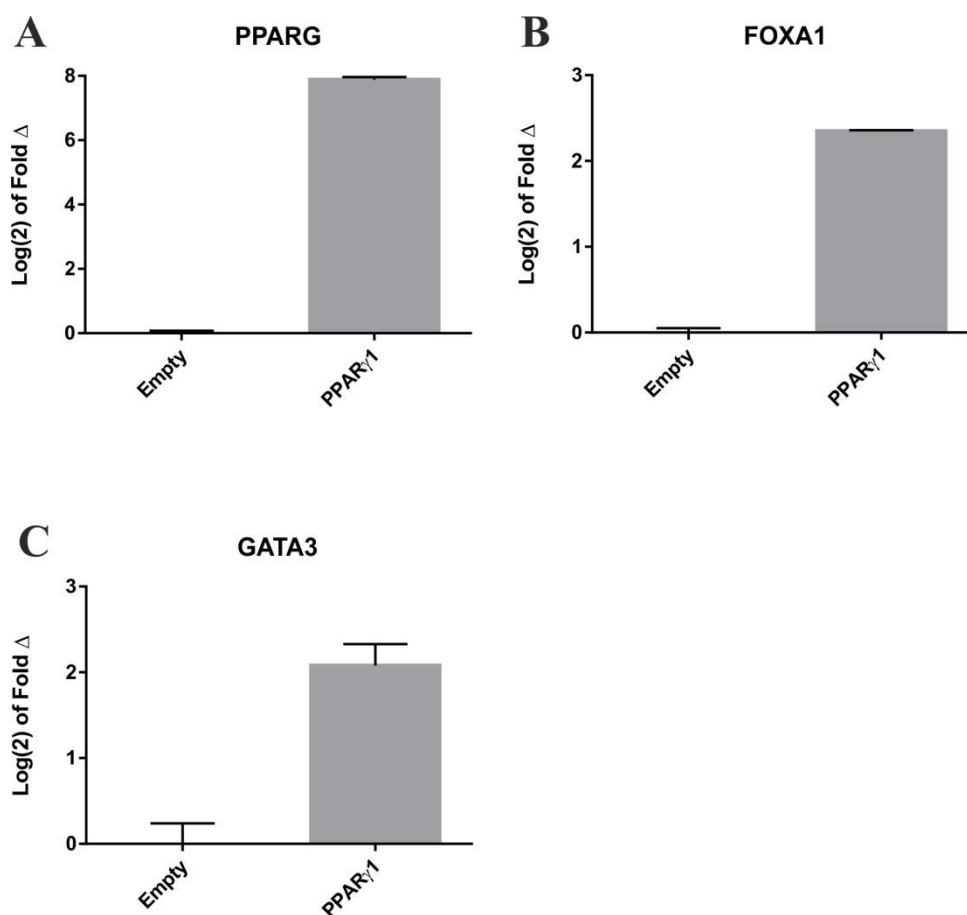 A
PPARG
Log(2) of Fold Δ
8
6
4
2
0
Empty
PPARγ1
B
FOXA1
Log(2) of Fold Δ
3
2
1
0
Empty
PPARγ1
C
GATA3
Log(2) of Fold Δ
3
2
1
0
Empty
PPARγ1